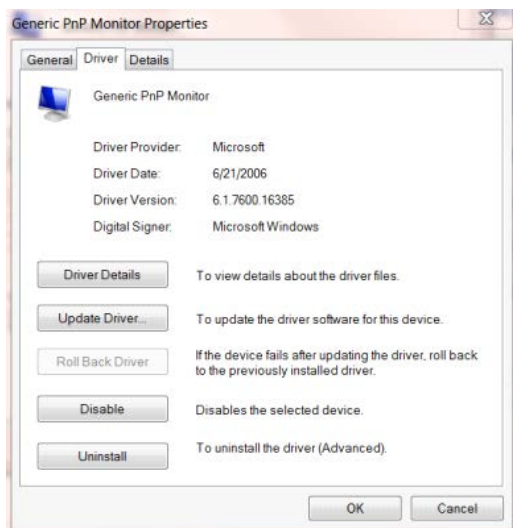 Generic PnP Monitor Properties
General Driver Details
Generic PnP Monitor
Driver Provider: Microsoft
Driver Date: 6/21/2006
Driver Version: 6.1.7600.16385
Digital Signer: Microsoft Windows
Driver Details To view details about the driver files.
Update Driver... To update the driver software for this device.
Roll Back Driver If the device fails after updating the driver, roll back
to the previously installed driver.
Disable Disables the selected device.
Uninstall To uninstall the driver (Advanced).
OK Cancel